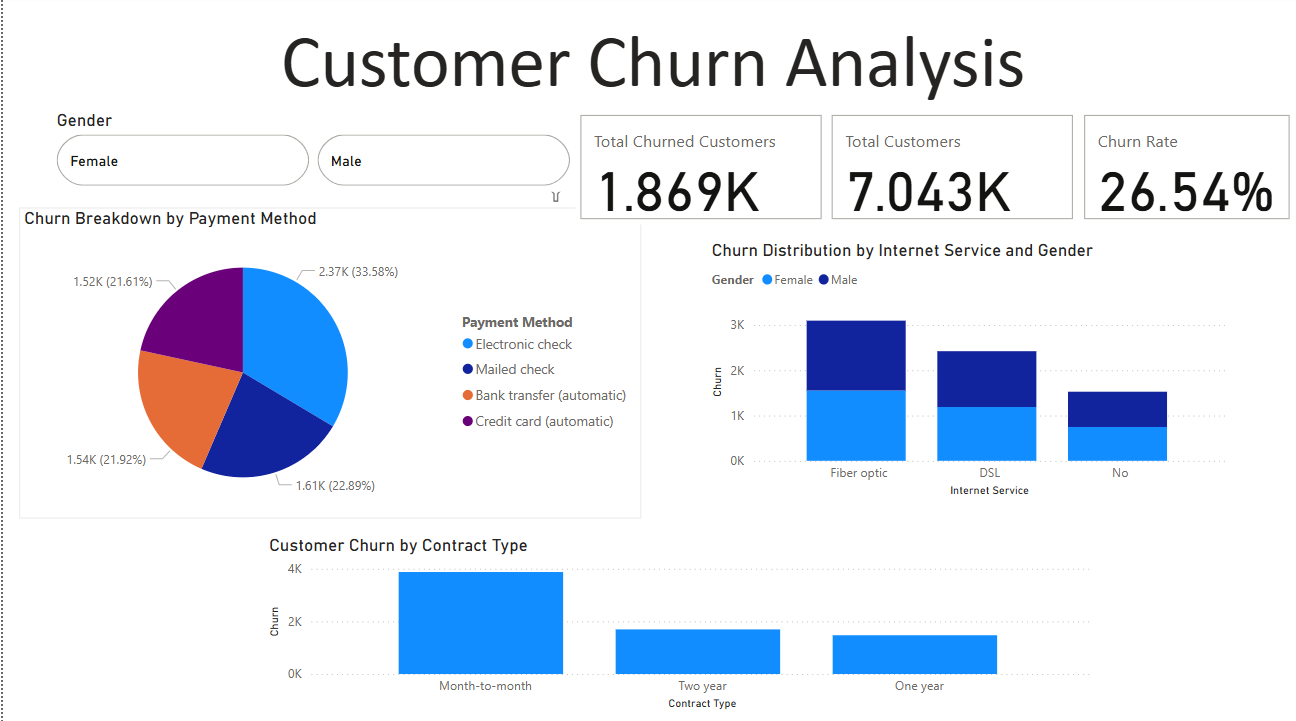 Customer Churn Analysis
Gender
Female
Male
Total Churned Customers
1.869K
Total Customers
7.043K
Churn Rate
26.54%
Churn Breakdown by Payment Method
1.52K (21.61%)
2.37K (33.58%)
1.54K (21.92%)
1.61K (22.89%)
Payment Method
Electronic check
Mailed check
Bank transfer (automatic)
Credit card (automatic)
Churn Distribution by Internet Service and Gender
Gender Female Male
Churn
3K
2K
1K
0K
Fiber optic DSL No
Internet Service
Customer Churn by Contract Type
Churn
4K
2K
0K
Month-to-month Two year One year
Contract Type